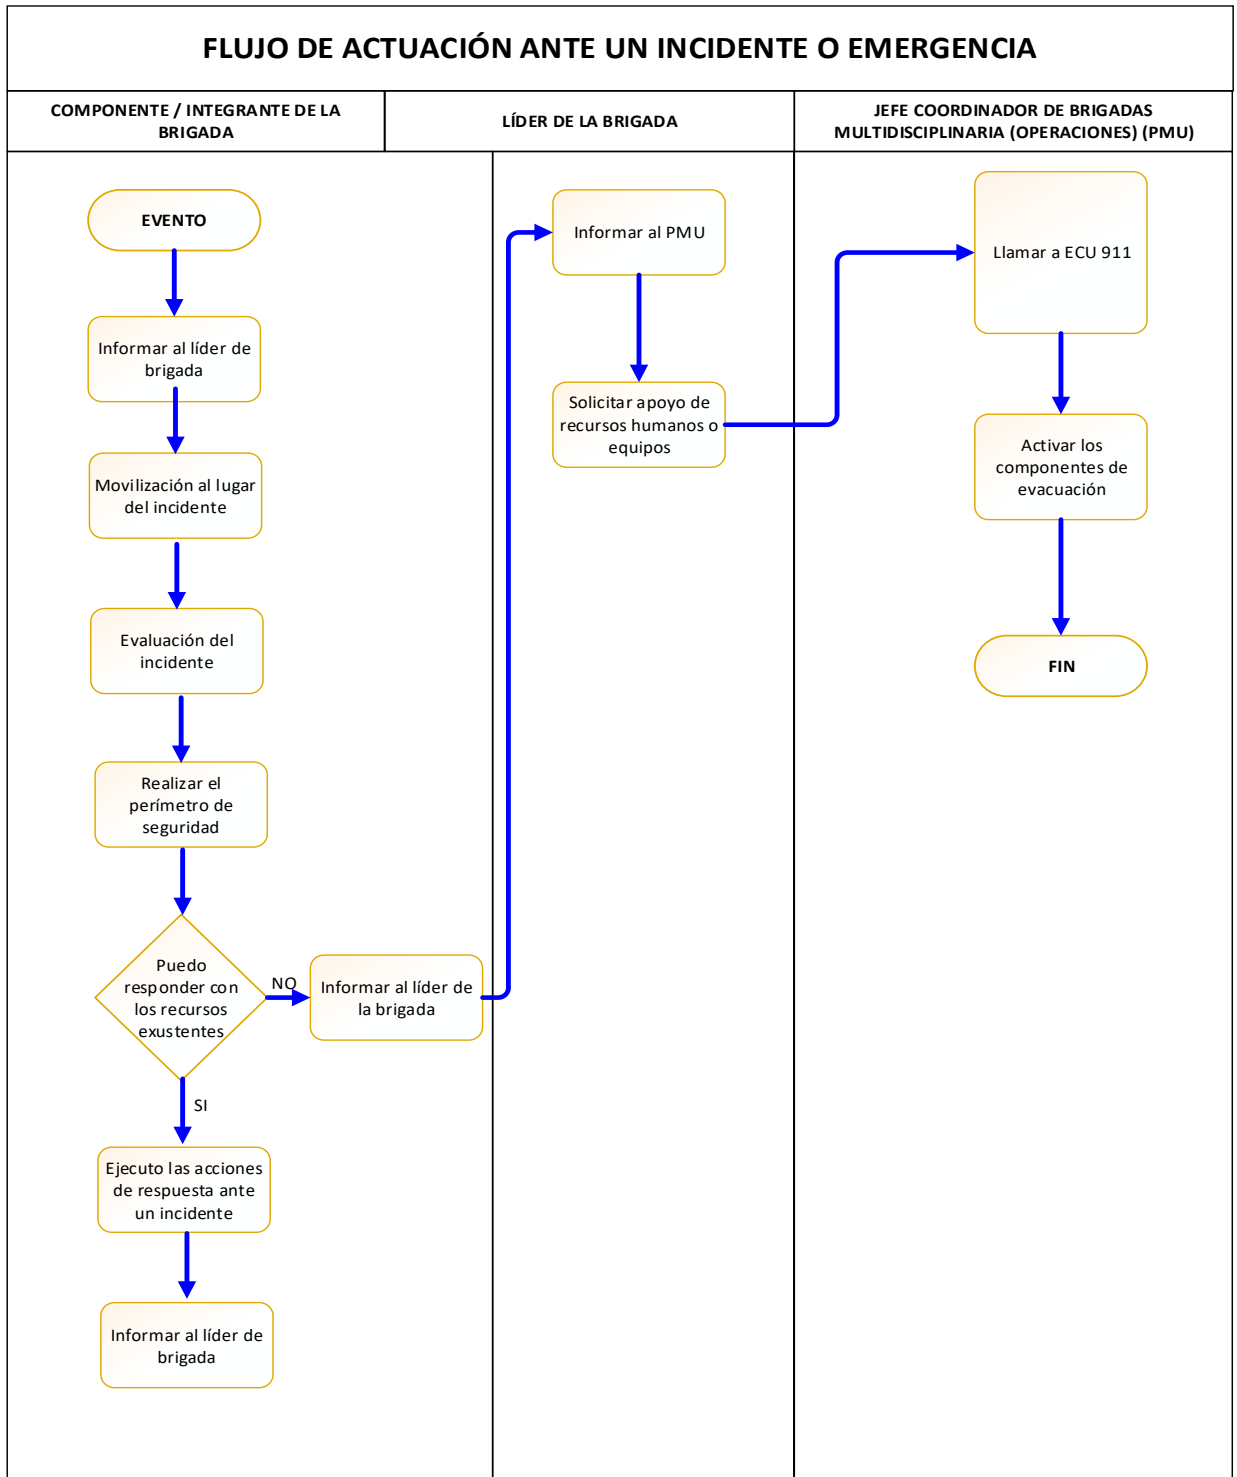 FLUJO DE ACTUACIÓN ANTE UN INCIDENTE O EMERGENCIA
COMPONENTE / INTEGRANTE DE LA
BRIGADA
LÍDER DE LA BRIGADA
JEFE COORDINADOR DE BRIGADAS
MULTIDISCIPLINARIA (OPERACIONES) (PMU)
EVENTO
Informar al líder de
brigada
Movilización al lugar
del incidente
Evaluación del
incidente
Realizar el
perímetro de
seguridad
Puedo
responder con
los recursos
exustentes
NO
Informar al líder de
la brigada
SI
Ejecuto las acciones
de respuesta ante
un incidente
Informar al líder de
brigada
Informar al PMU
Solicitar apoyo de
recursos humanos o
equipos
Llamar a ECU 911
Activar los
componentes de
evacuación
FIN